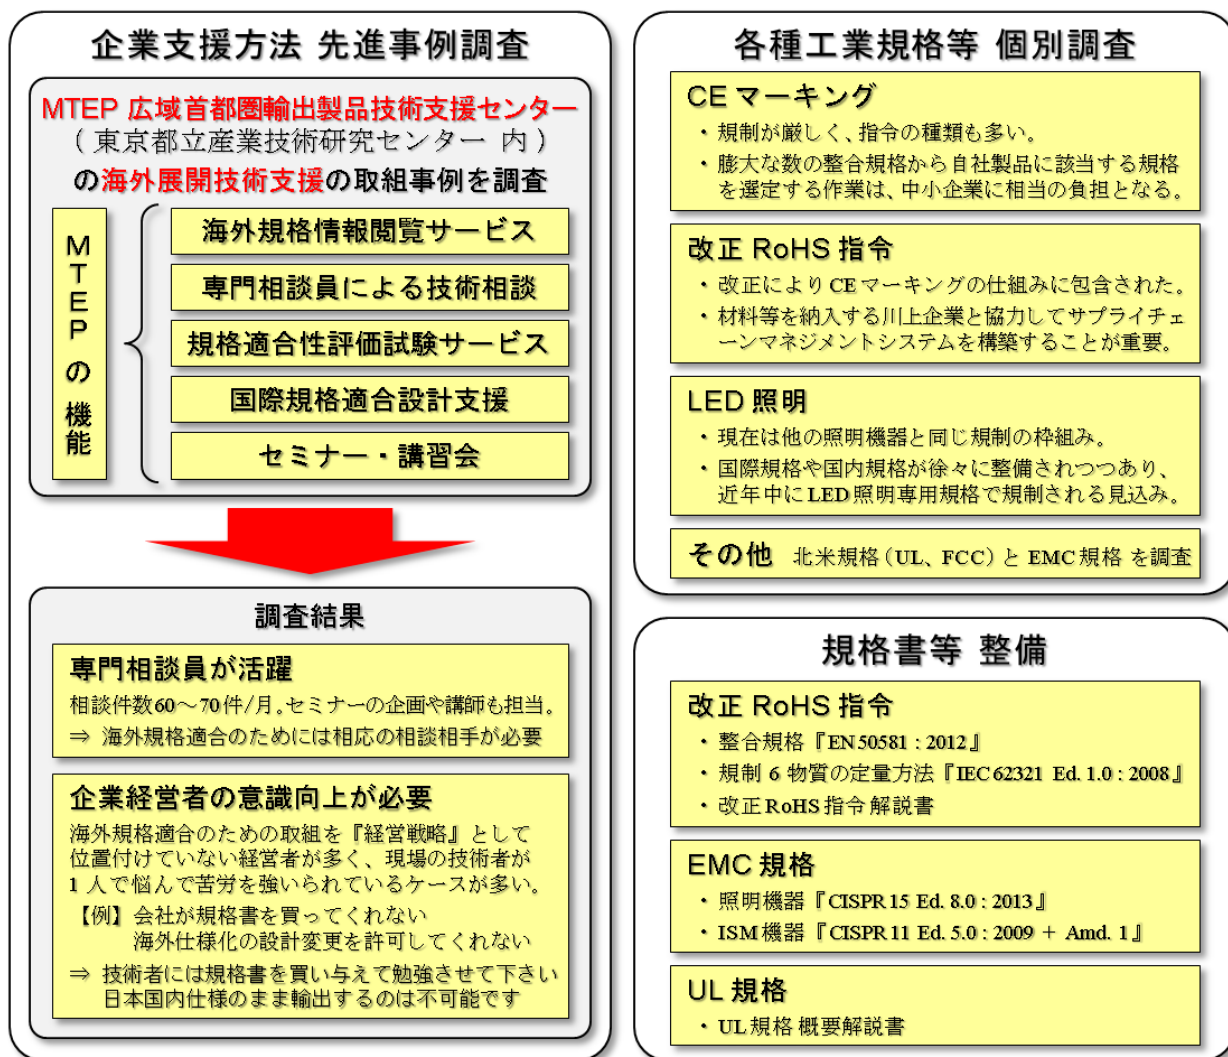 企業支援方法 先進事例調査
MTEP 広域首都圏輸出製品技術支援センター
(東京都立産業技術研究センター 内)
の海外展開技術支援の取組事例を調査
MTEPの機能
海外規格情報閲覧サービス
専門相談員による技術相談
規格適合性評価試験サービス
国際規格適合設計支援
セミナー・講習会
調査結果
専門相談員が活躍
相談件数60～70件/月。セミナーの企画や講師も担当。
⇒ 海外規格適合のためには相応の相談相手が必要
企業経営者の意識向上が必要
海外規格適合のための取組を『経営戦略』として
位置付けていない経営者が多く、現場の技術者が
1人で悩んで苦労を強いられているケースが多い。
【例】会社が規格書を買ってくれない
海外仕様化の設計変更を許可してくれない
⇒ 技術者には規格書を買い与えて勉強させて下さい
日本国内仕様のまま輸出するのは不可能です
各種工業規格等 個別調査
CE マーキング
・規制が厳しく、指令の種類も多い。
・膨大な数の整合規格から自社製品に該当する規格
を選定する作業は、中小企業に相当の負担となる。
改正 RoHS 指令
・改正により CE マーキングの仕組みに包含された。
・材料等を納入する川上企業と協力してサプライチェ
ーンマネジメントシステムを構築することが重要。
LED 照明
・現在は他の照明機器と同じ規制の枠組み。
・国際規格や国内規格が徐々に整備されつつあり、
近年中に LED 照明専用規格で規制される見込み。
その他 北米規格(UL、FCC)と EMC 規格 を調査
規格書等 整備
改正 RoHS 指令
・整合規格『EN 50581 : 2012』
・規制 6 物質の定量方法『IEC 62321 Ed. 1.0 : 2008』
・改正 RoHS 指令 解説書
EMC 規格
・照明機器『CISPR 15 Ed. 8.0 : 2013』
・ISM 機器『CISPR 11 Ed. 5.0 : 2009 + Amd. 1』
UL 規格
・UL 規格 概要解説書